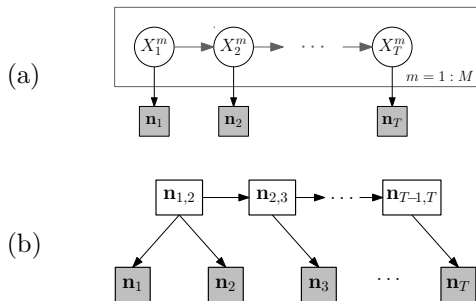 X_1^m X_2^m ··· X_T^m
m = 1 : M
(a)
n_1 n_2 n_T
n_{1,2} n_{2,3} ··· n_{T−1,T}
(b)
n_1 n_2 n_3 ··· n_T